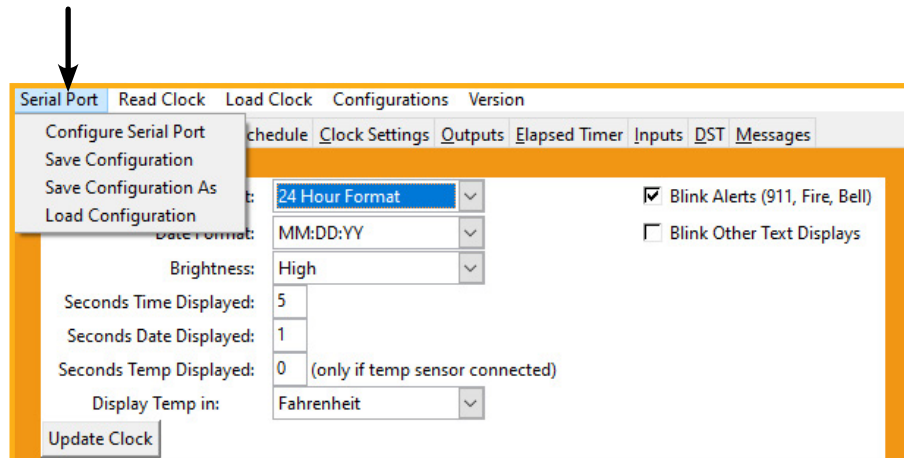 Serial Port Read Clock Load Clock Configurations Version
Configure Serial Port
Save Configuration
Save Configuration As
Load Configuration
Clock Settings Outputs Elapsed Timer Inputs DST Messages
24 Hour Format
Blink Alerts (911, Fire, Bell)
MM:DD:YY
Blink Other Text Displays
Brightness: High
Seconds Time Displayed: 5
Seconds Date Displayed: 1
Seconds Temp Displayed: 0 (only if temp sensor connected)
Display Temp in: Fahrenheit
Update Clock